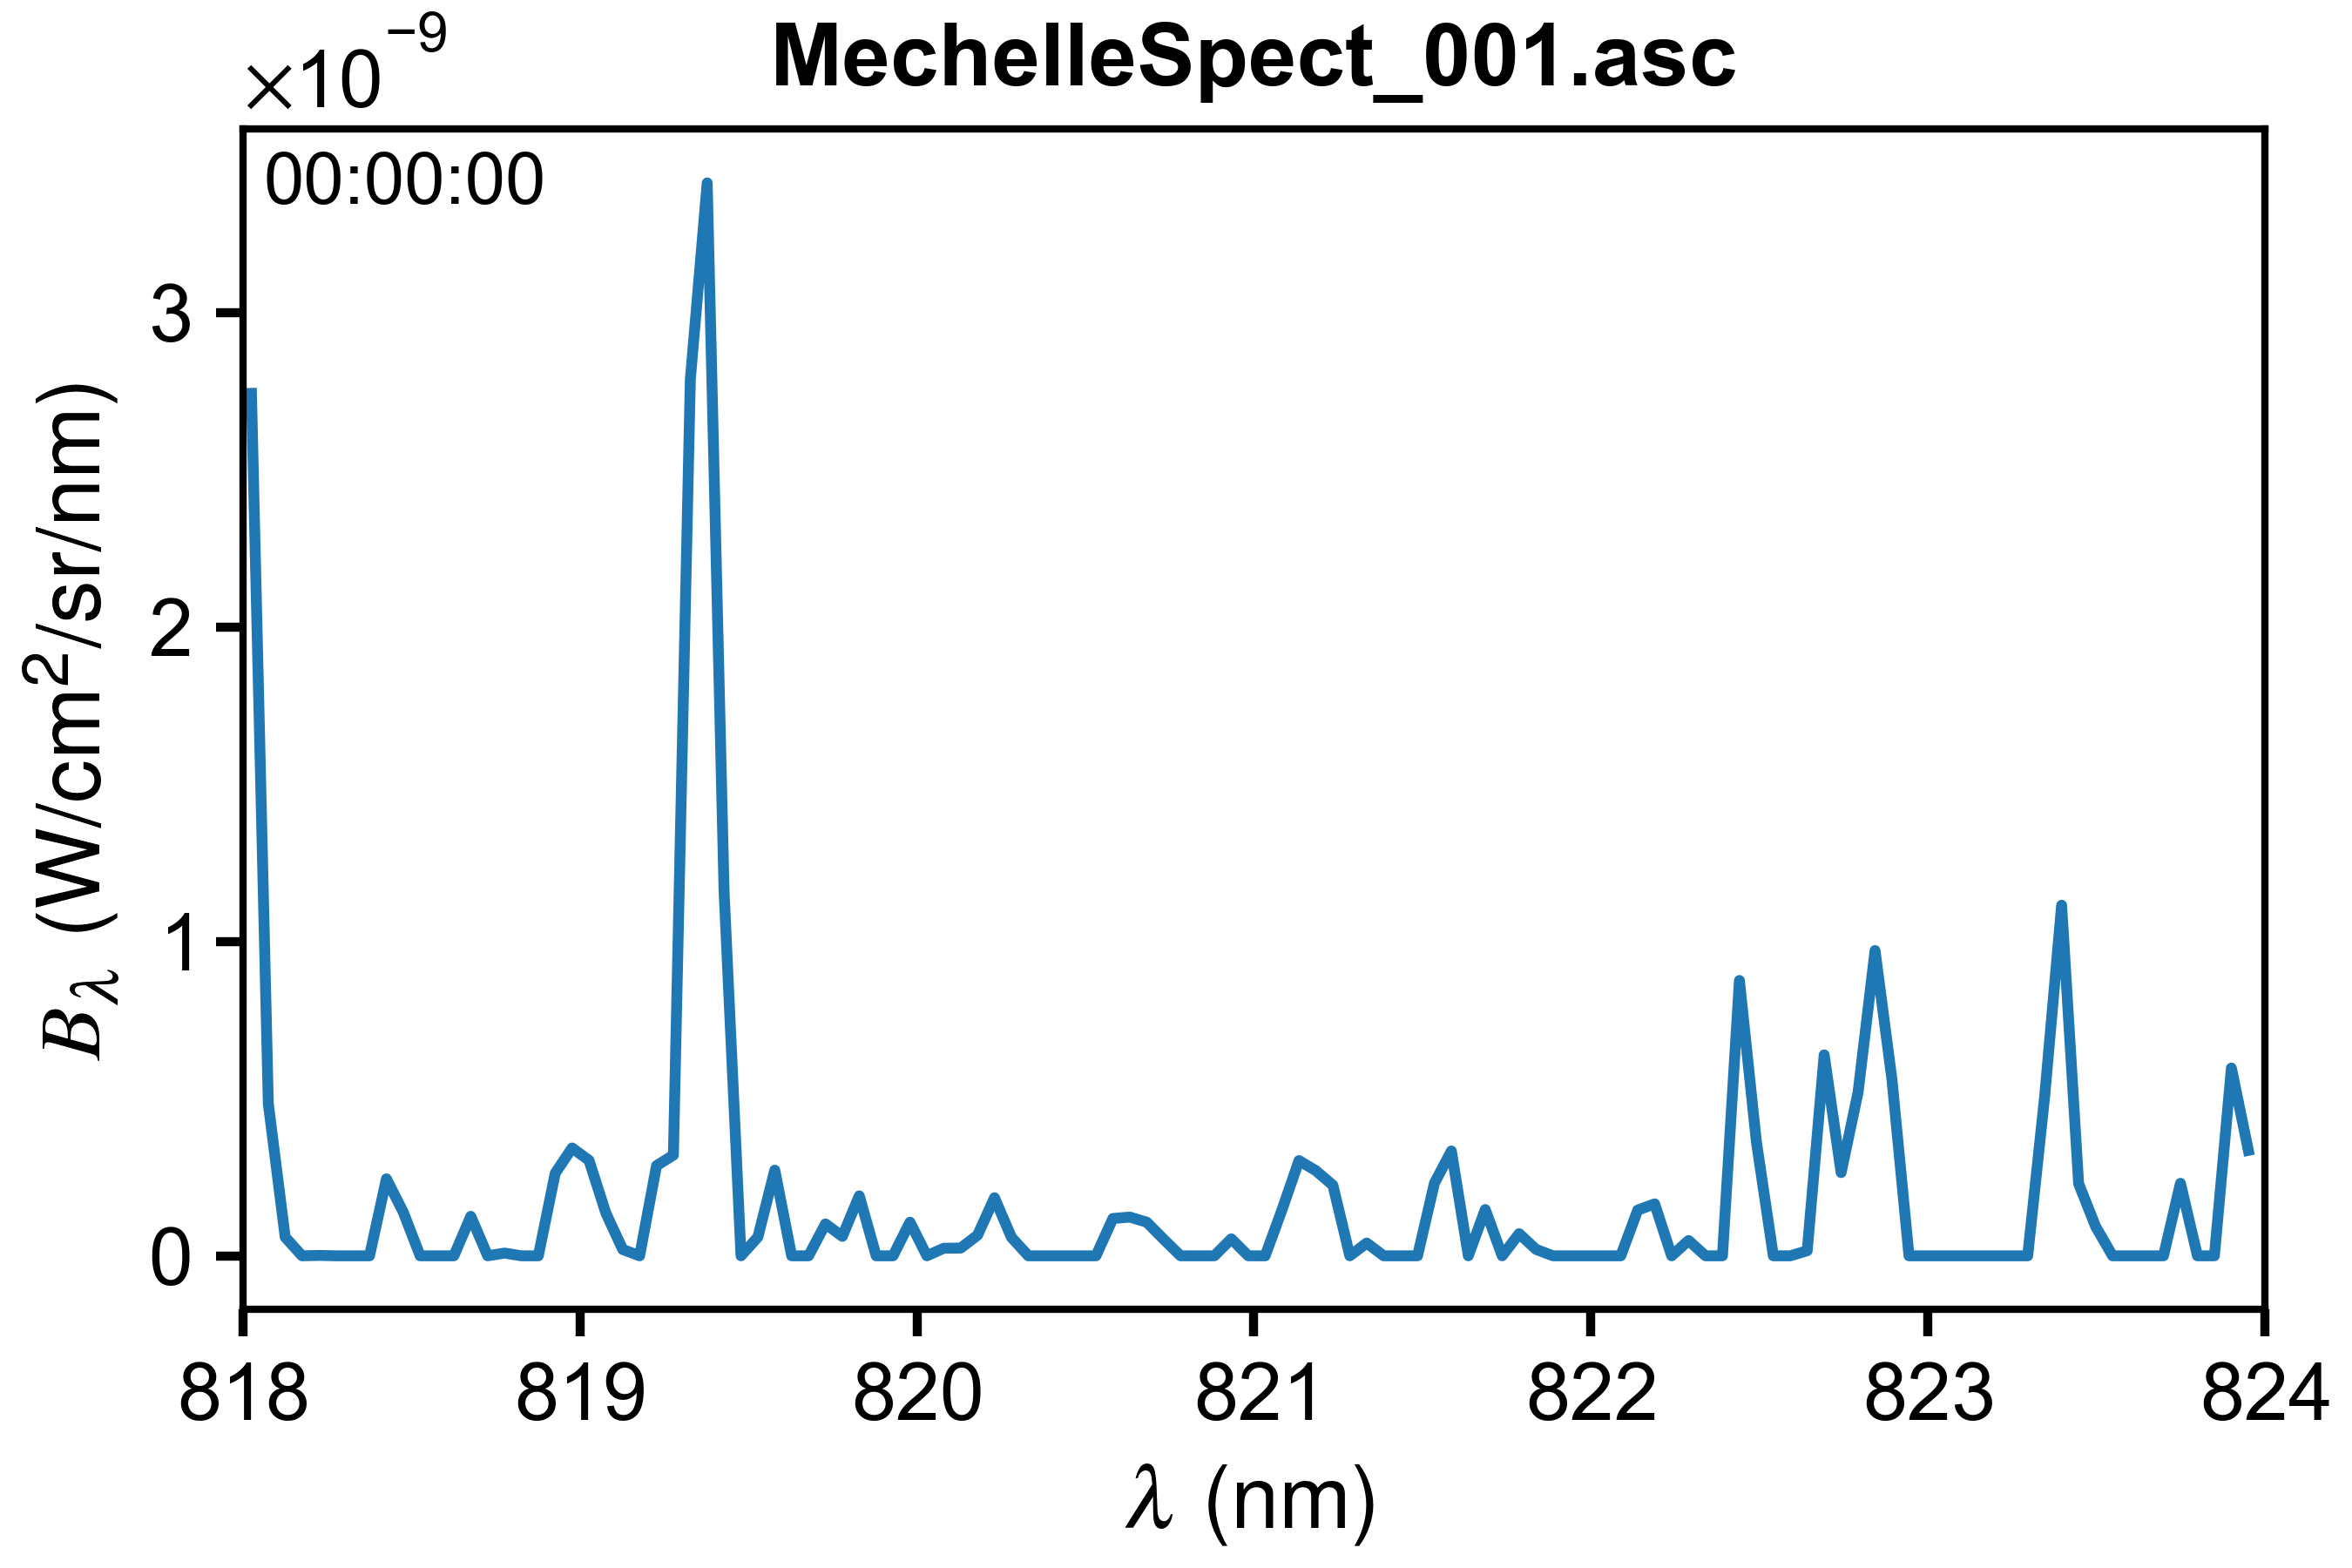 ×10⁻⁹
MechelleSpect_001.asc
00:00:00
3
2
1
0
B_λ (W/cm²/sr/nm)
818 819 820 821 822 823 824
λ (nm)